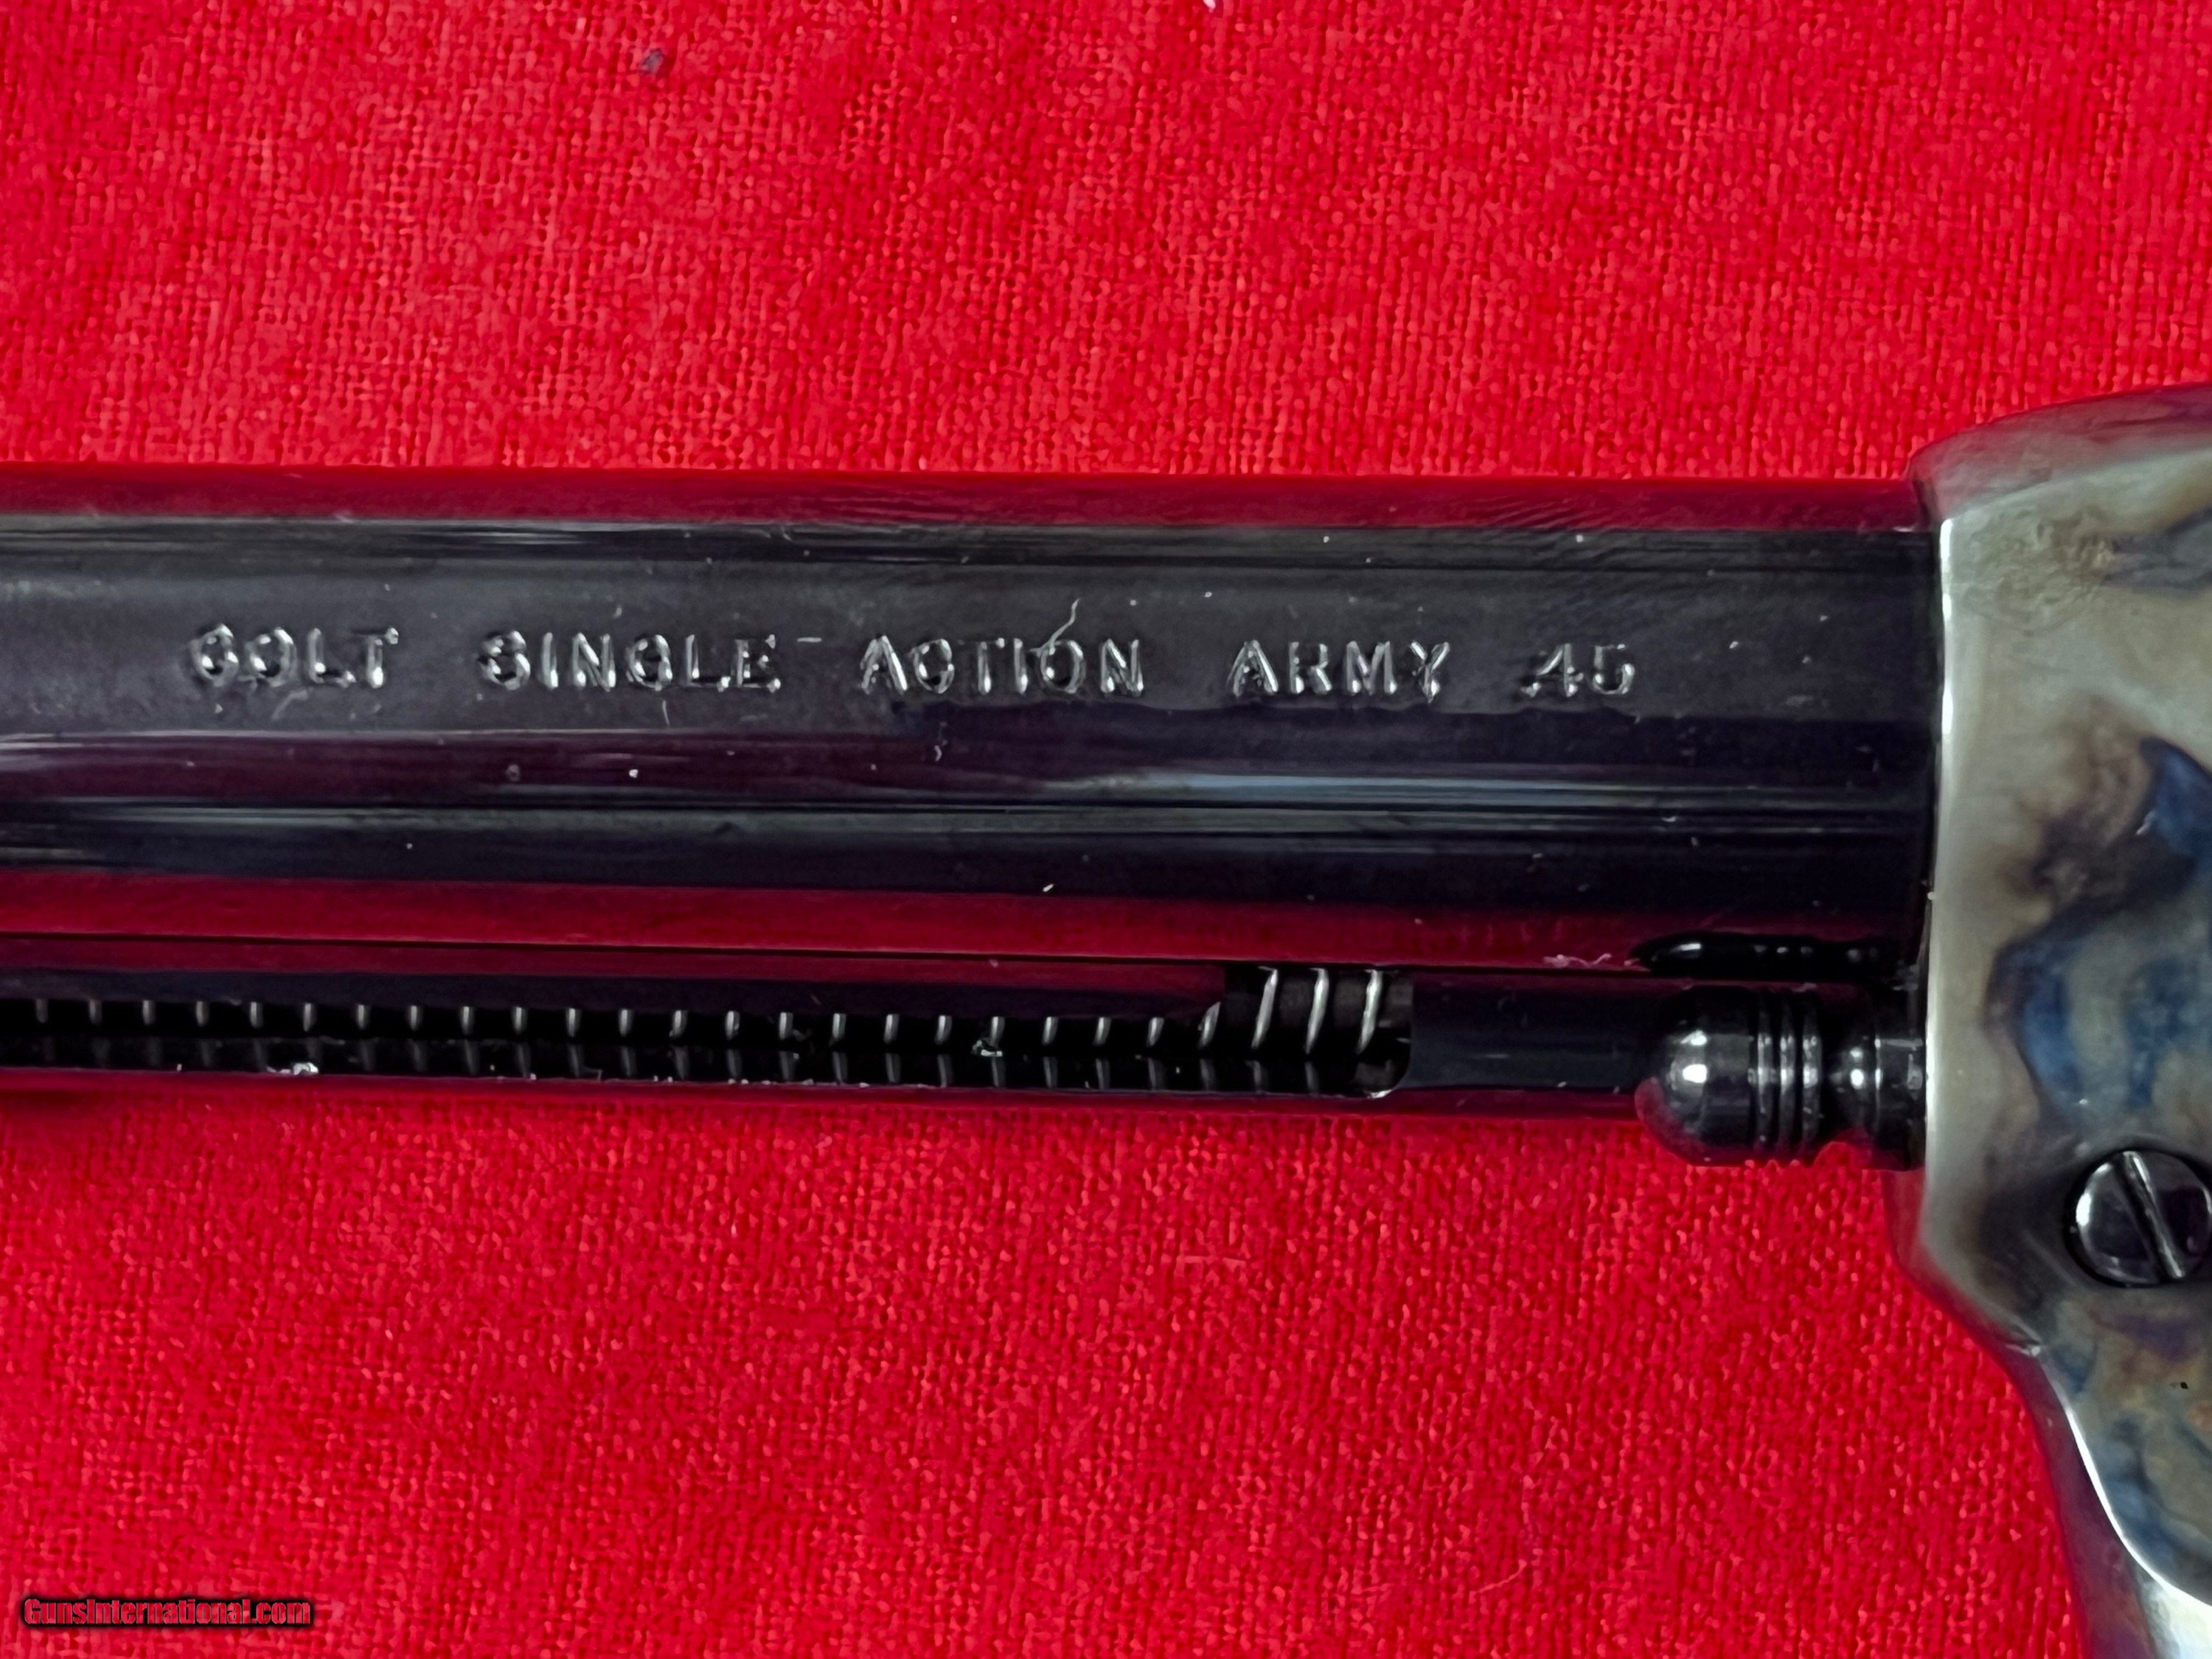 COLT SINGLE ACTION ARMY .45
GunsInternational.com